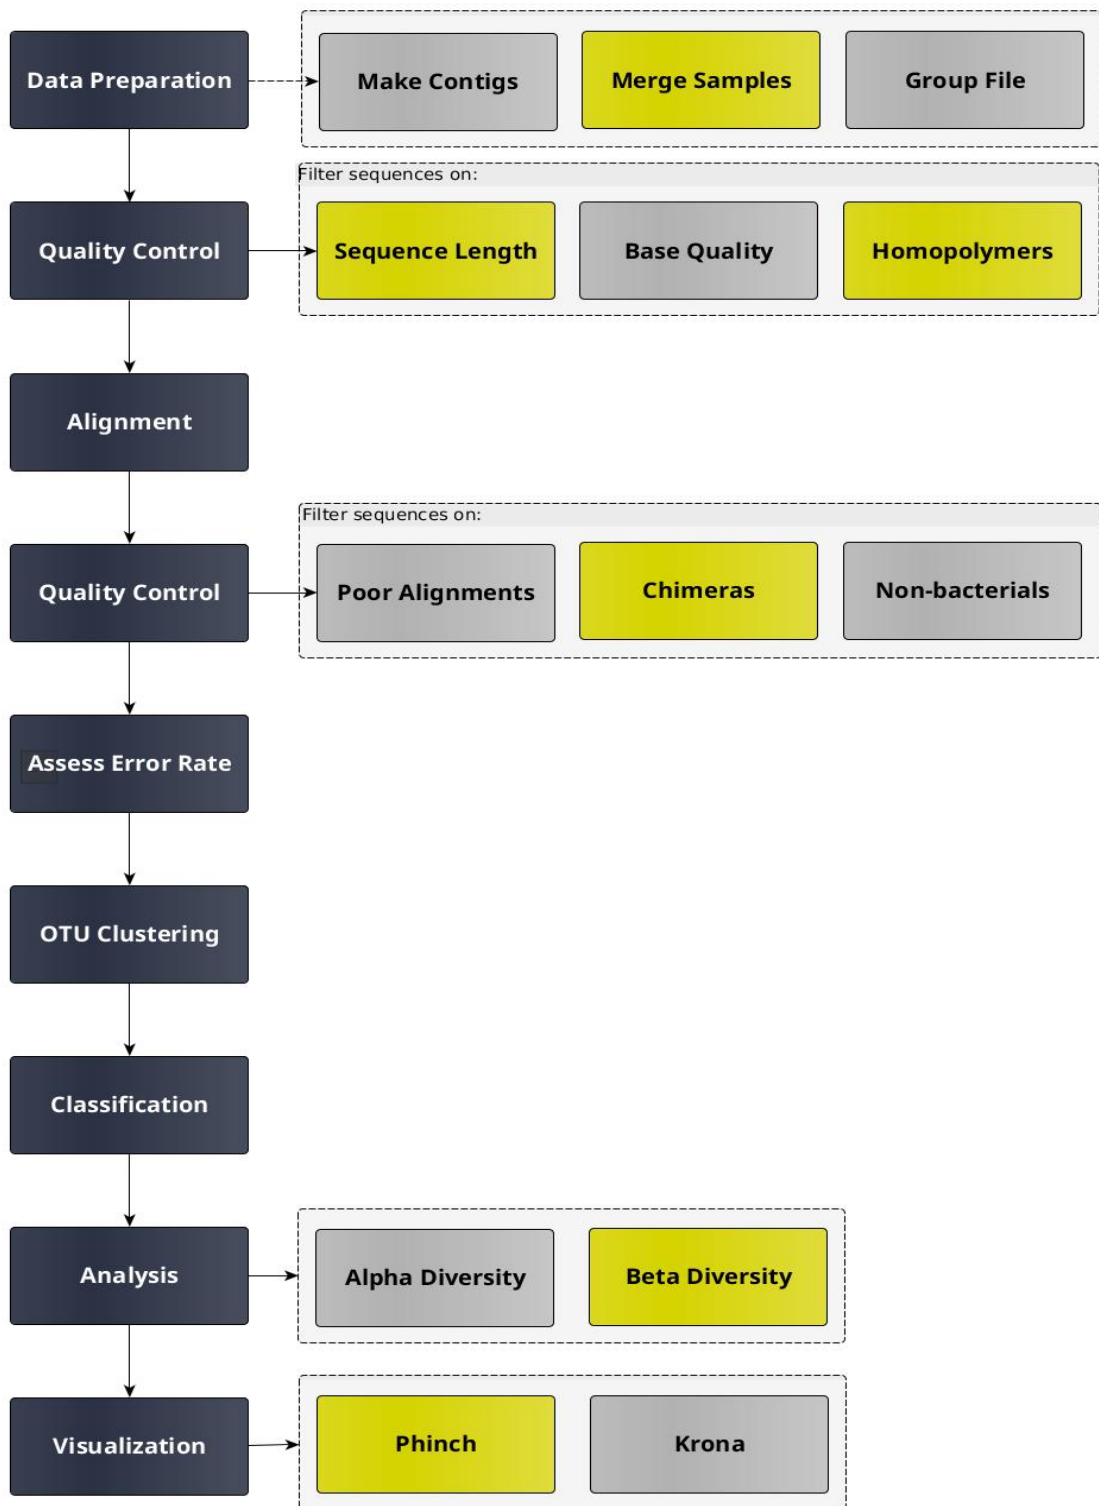 Data Preparation
Make Contigs
Merge Samples
Group File
Filter sequences on:
Quality Control
Sequence Length
Base Quality
Homopolymers
Alignment
Filter sequences on:
Quality Control
Poor Alignments
Chimeras
Non-bacterials
Assess Error Rate
OTU Clustering
Classification
Analysis
Alpha Diversity
Beta Diversity
Visualization
Phinch
Krona